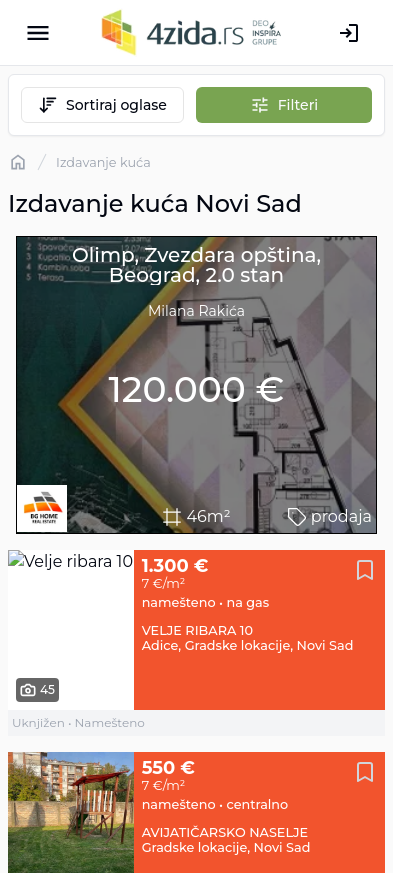 4zida.rs
DEO
INSPIRA
GRUPE
Sortiraj oglase
Filteri
Izdavanje kuća
Izdavanje kuća Novi Sad
Olimp, Zvezdara opština,
Beograd, 2.0 stan
Milana Rakića
120.000 €
BG HOME
REAL ESTATE
46m²
prodaja
Velje ribara 10
1.300 €
7 €/m²
namešteno • na gas
VELJE RIBARA 10
Adice, Gradske lokacije, Novi Sad
45
Uknjižen • Namešteno
550 €
7 €/m²
namešteno • centralno
AVIJATIČARSKO NASELJE
Gradske lokacije, Novi Sad